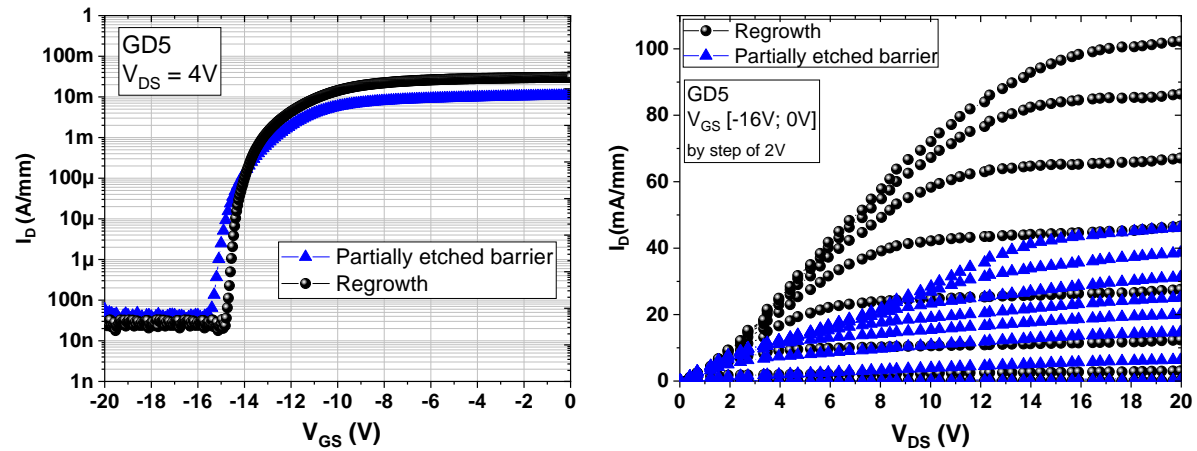 GD5
V_DS = 4V
1
100m
10m
1m
100µ
10µ
1µ
100n
10n
1n
I_D (A/mm)
Partially etched barrier
Regrowth
-20 -18 -16 -14 -12 -10 -8 -6 -4 -2 0
V_GS (V)
Regrowth
Partially etched barrier
GD5
V_GS [-16V; 0V]
by step of 2V
100
80
60
40
20
0
I_D(mA/mm)
0 2 4 6 8 10 12 14 16 18 20
V_DS (V)